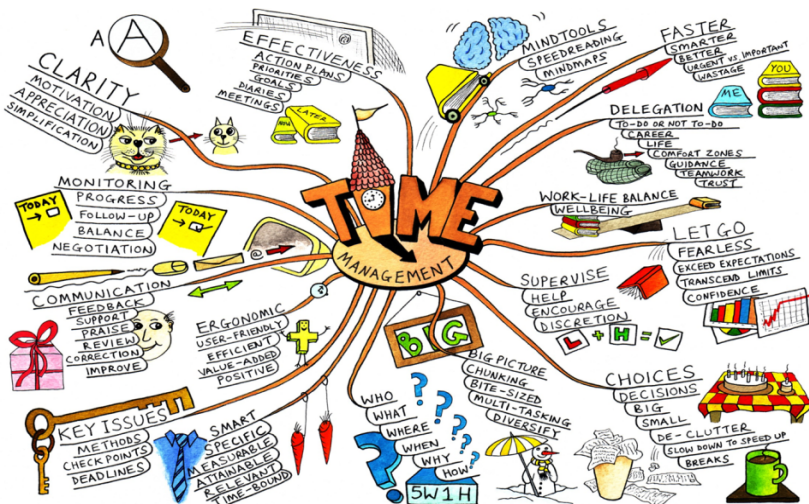 TIME
MANAGEMENT
A
A
CLARITY
MOTIVATION
APPRECIATION
SIMPLIFICATION
EFFECTIVENESS
ACTION PLANS
PRIORITIES
GOALS
DIARIES
MEETINGS
NOW
LATER
MINDTOOLS
SPEEDREADING
MINDMAPS
FASTER
SMARTER
BETTER
URGENT VS. IMPORTANT
WASTAGE
ME
YOU
DELEGATION
TO-DO OR NOT TO-DO
CAREER
LIFE
COMFORT ZONES
GUIDANCE
TEAMWORK
TRUST
WORK-LIFE BALANCE
WELLBEING
LET GO
FEARLESS
EXCEED EXPECTATIONS
TRANSCEND LIMITS
CONFIDENCE
SUPERVISE
HELP
ENCOURAGE
DISCRETION
L + H = ✓
CHOICES
DECISIONS
BIG
SMALL
DE-CLUTTER
SLOW DOWN TO SPEED UP
BREAKS
BIG
BIG PICTURE
CHUNKING
BITE-SIZED
MULTI-TASKING
DIVERSIFY
WHO
WHAT
WHERE
WHEN
WHY
HOW
5W1H
SMART
SPECIFIC
MEASURABLE
ATTAINABLE
RELEVANT
TIME-BOUND
KEY ISSUES
METHODS
CHECK POINTS
DEADLINES
ERGONOMIC
USER-FRIENDLY
EFFICIENT
VALUE-ADDED
POSITIVE
COMMUNICATION
FEEDBACK
SUPPORT
PRAISE
REVIEW
CORRECTION
IMPROVE
MONITORING
PROGRESS
FOLLOW-UP
BALANCE
NEGOTIATION
TODAY
TODAY